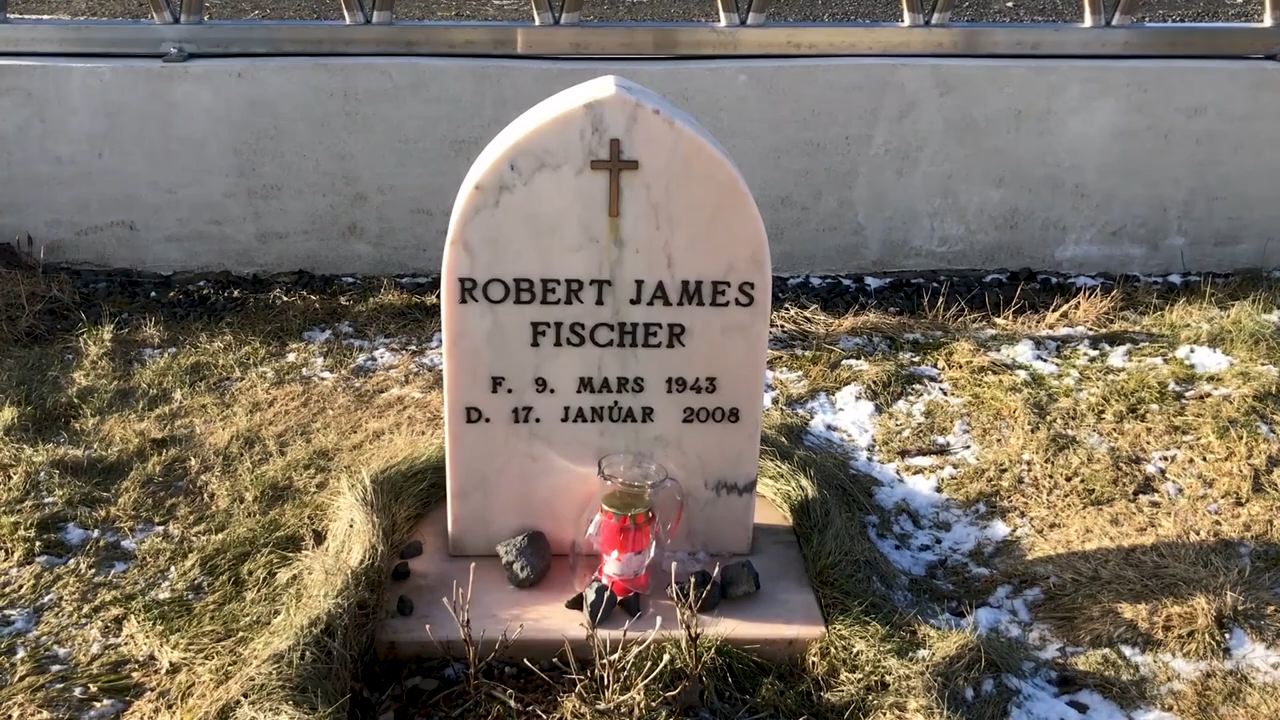 ROBERT JAMES
FISCHER
F. 9. MARS 1943
D. 17. JANÚAR 2008